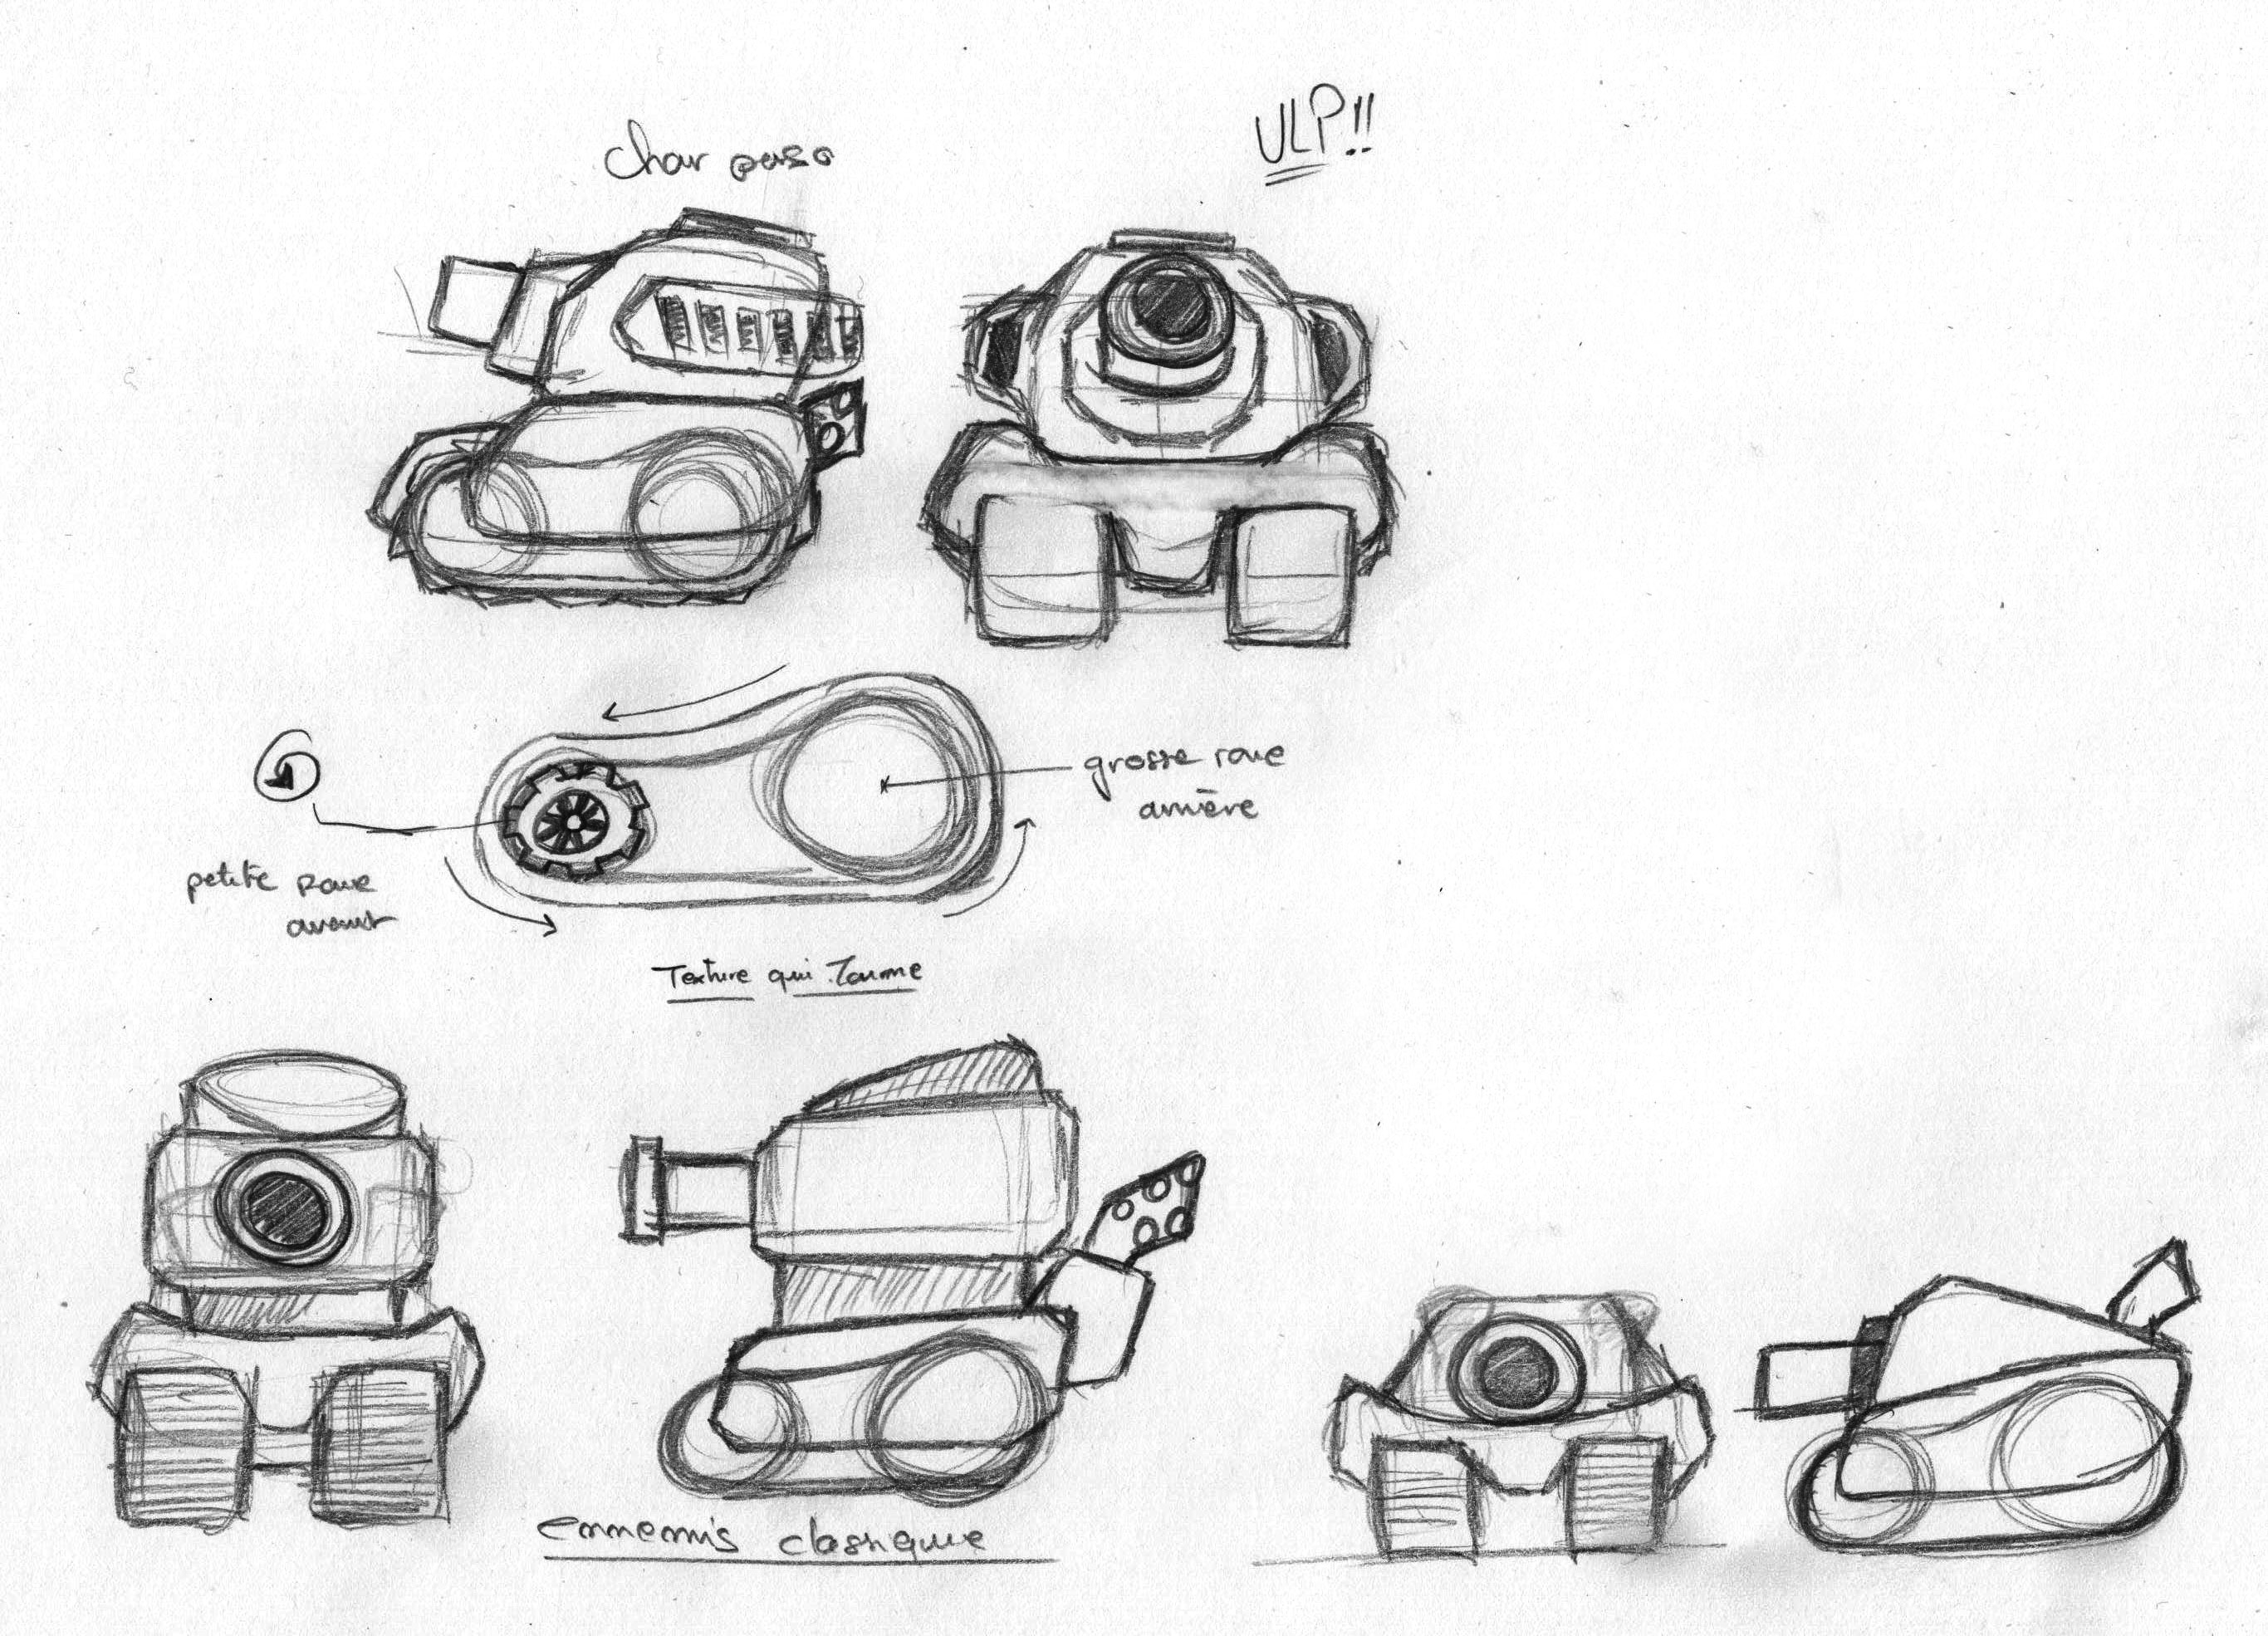 Char perso
ULP!!
grosse roue
arrière
petite roue
avant
Texture qui Tourne
ennemis classique